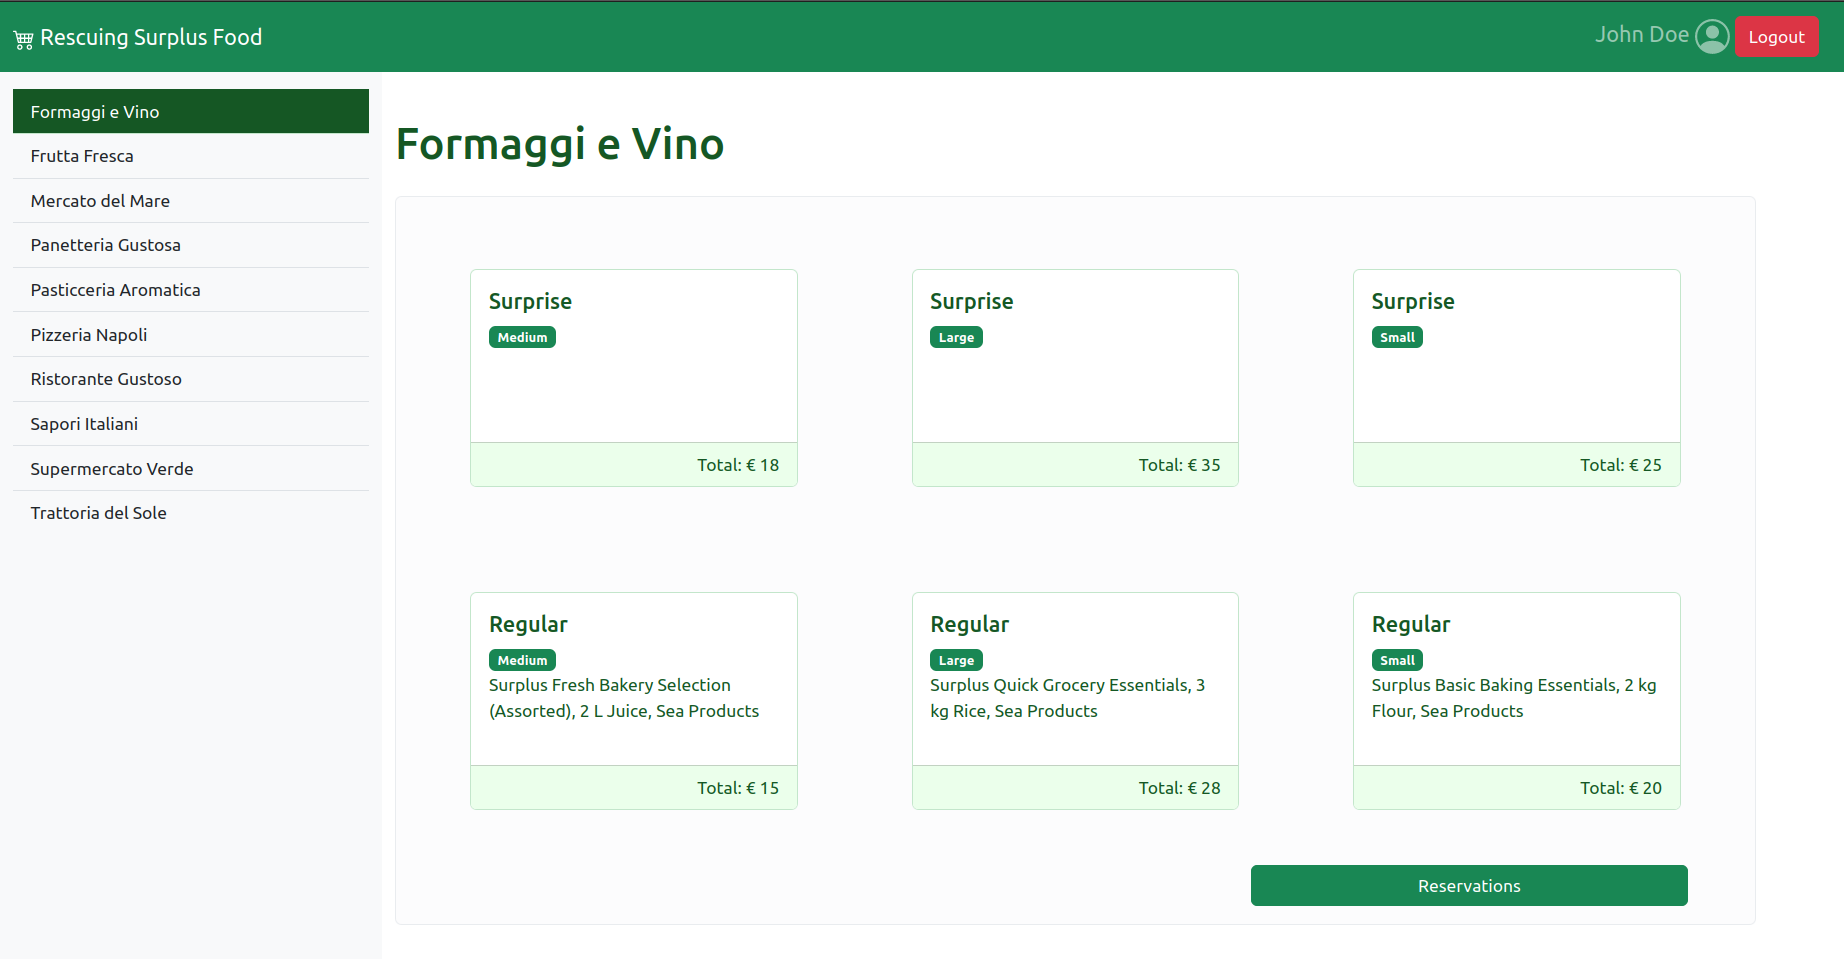 Rescuing Surplus Food
John Doe
Logout
Formaggi e Vino
Frutta Fresca
Mercato del Mare
Panetteria Gustosa
Pasticceria Aromatica
Pizzeria Napoli
Ristorante Gustoso
Sapori Italiani
Supermercato Verde
Trattoria del Sole
Formaggi e Vino
Surprise
Medium
Total: € 18
Surprise
Large
Total: € 35
Surprise
Small
Total: € 25
Regular
Medium
Surplus Fresh Bakery Selection
(Assorted), 2 L Juice, Sea Products
Total: € 15
Regular
Large
Surplus Quick Grocery Essentials, 3
kg Rice, Sea Products
Total: € 28
Regular
Small
Surplus Basic Baking Essentials, 2 kg
Flour, Sea Products
Total: € 20
Reservations